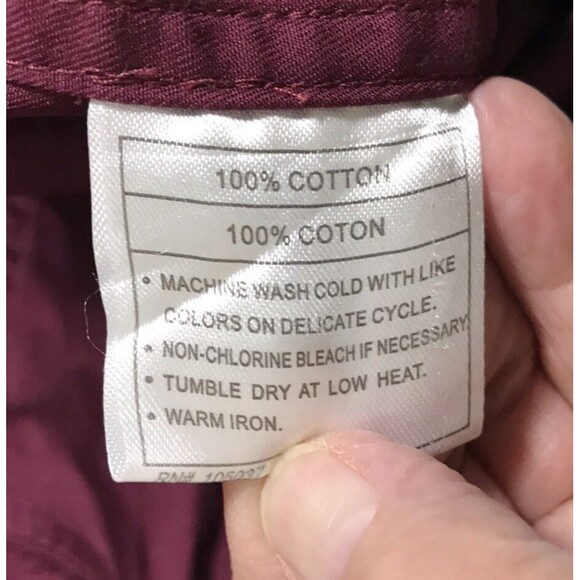 100% COTTON
100% COTON
• MACHINE WASH COLD WITH LIKE
COLORS ON DELICATE CYCLE.
• NON-CHLORINE BLEACH IF NECESSARY
• TUMBLE DRY AT LOW HEAT.
• WARM IRON.
RN#